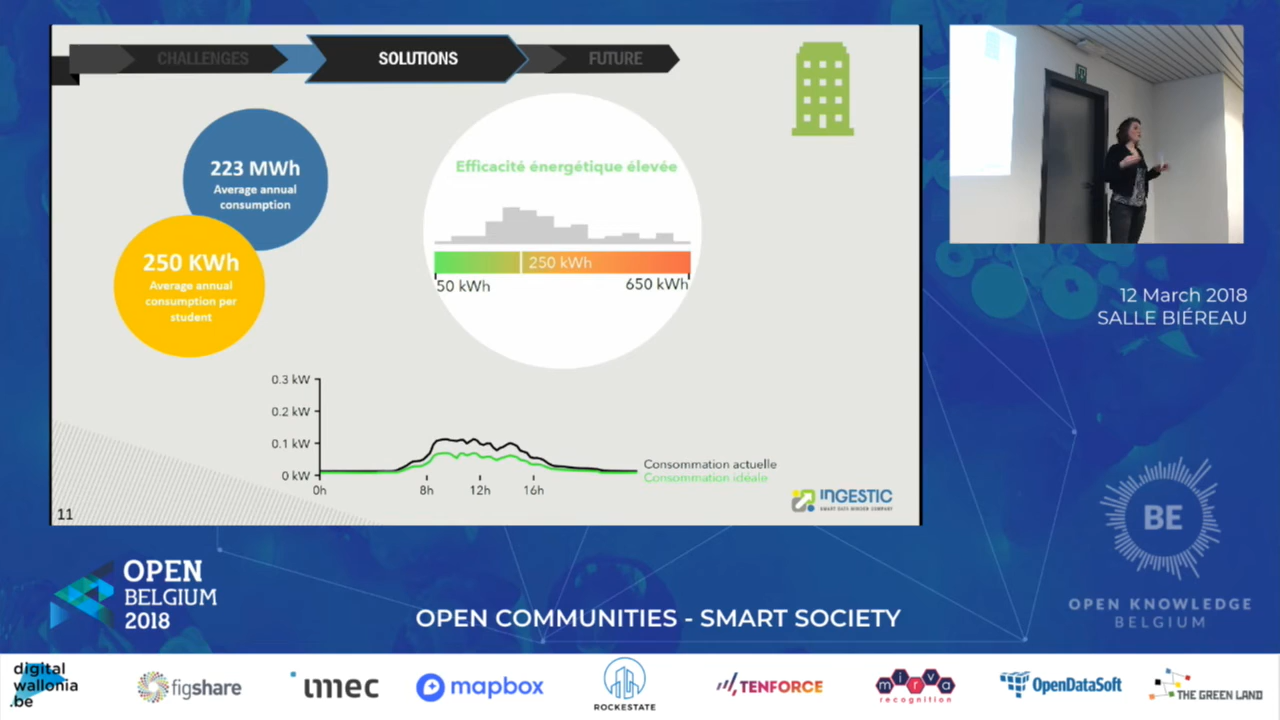 CHALLENGES
SOLUTIONS
FUTURE
223 MWh
Average annual
consumption
250 KWh
Average annual
consumption per
student
Efficacité énergétique élevée
250 kWh
50 kWh
650 kWh
0.3 kW
0.2 kW
0.1 kW
0 kW
0h
8h
12h
16h
Consommation actuelle
Consommation idéale
INGESTIC
SMART DATA DRIVEN COMPANY
11
12 March 2018
SALLE BIÉREAU
BE
OPEN KNOWLEDGE
BELGIUM
OPEN
BELGIUM
2018
OPEN COMMUNITIES - SMART SOCIETY
digital
wallonia
.be
figshare
imec
mapbox
ROCKESTATE
TENFORCE
mirva
recognition
OpenDataSoft
THE GREEN LAND